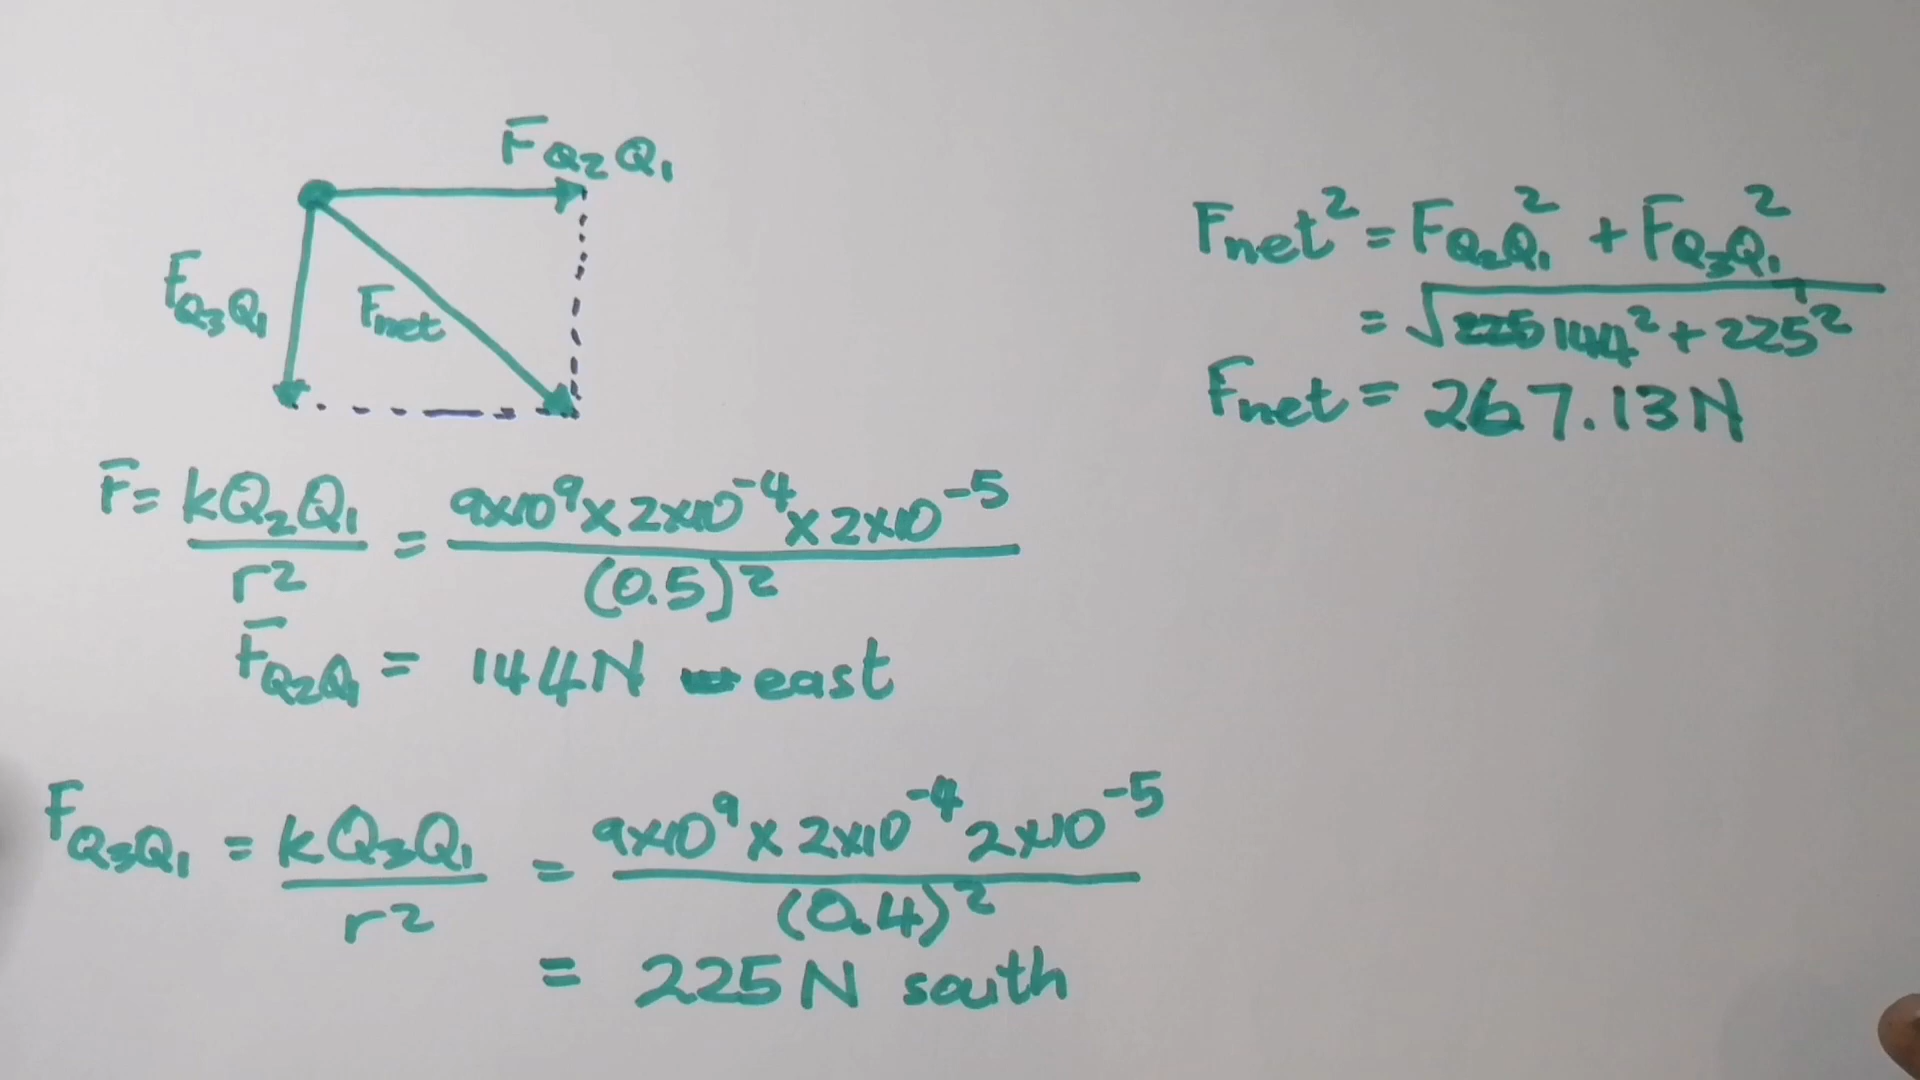 F̅Q₂Q₁
FQ₃Q₁
Fnet
F̅ = kQ₂Q₁/r² = 9×10⁹×2×10⁻⁴×2×10⁻⁵/(0.5)²
F̅Q₂Q₁ = 144N east
FQ₃Q₁ = kQ₃Q₁/r² = 9×10⁹×2×10⁻⁴ 2×10⁻⁵/(0.4)²
= 225N south
Fnet² = FQ₂Q₁² + FQ₃Q₁²
= √144² + 225²
Fnet = 267.13N